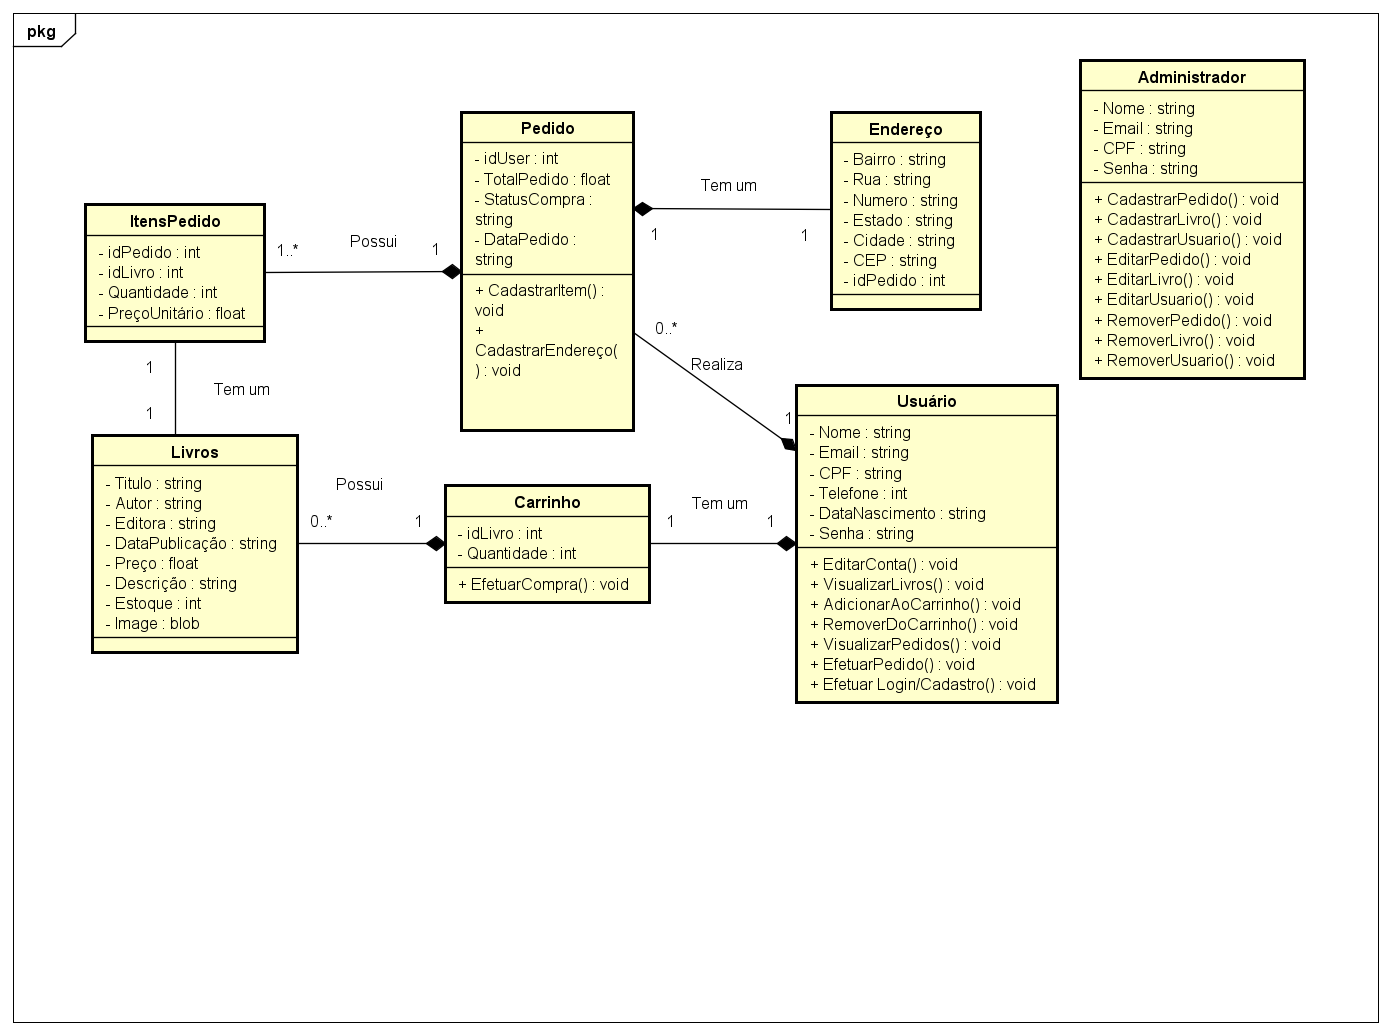 pkg
Administrador
- Nome : string
- Email : string
- CPF : string
- Senha : string
+ CadastrarPedido() : void
+ CadastrarLivro() : void
+ CadastrarUsuario() : void
+ EditarPedido() : void
+ EditarLivro() : void
+ EditarUsuario() : void
+ RemoverPedido() : void
+ RemoverLivro() : void
+ RemoverUsuario() : void
Pedido
- idUser : int
- TotalPedido : float
- StatusCompra :
string
- DataPedido :
string
+ CadastrarItem() :
void
+
CadastrarEndereço(
) : void
Tem um
1
1
Endereço
- Bairro : string
- Rua : string
- Numero : string
- Estado : string
- Cidade : string
- CEP : string
- idPedido : int
ItensPedido
- idPedido : int
- idLivro : int
- Quantidade : int
- PreçoUnitário : float
1..*
Possui
1
0..*
Realiza
1
1
Tem um
1
Usuário
- Nome : string
- Email : string
- CPF : string
- Telefone : int
- DataNascimento : string
- Senha : string
+ EditarConta() : void
+ VisualizarLivros() : void
+ AdicionarAoCarrinho() : void
+ RemoverDoCarrinho() : void
+ VisualizarPedidos() : void
+ EfetuarPedido() : void
+ Efetuar Login/Cadastro() : void
Livros
- Titulo : string
- Autor : string
- Editora : string
- DataPublicação : string
- Preço : float
- Descrição : string
- Estoque : int
- Image : blob
Possui
0..*
1
Carrinho
- idLivro : int
- Quantidade : int
+ EfetuarCompra() : void
Tem um
1
1